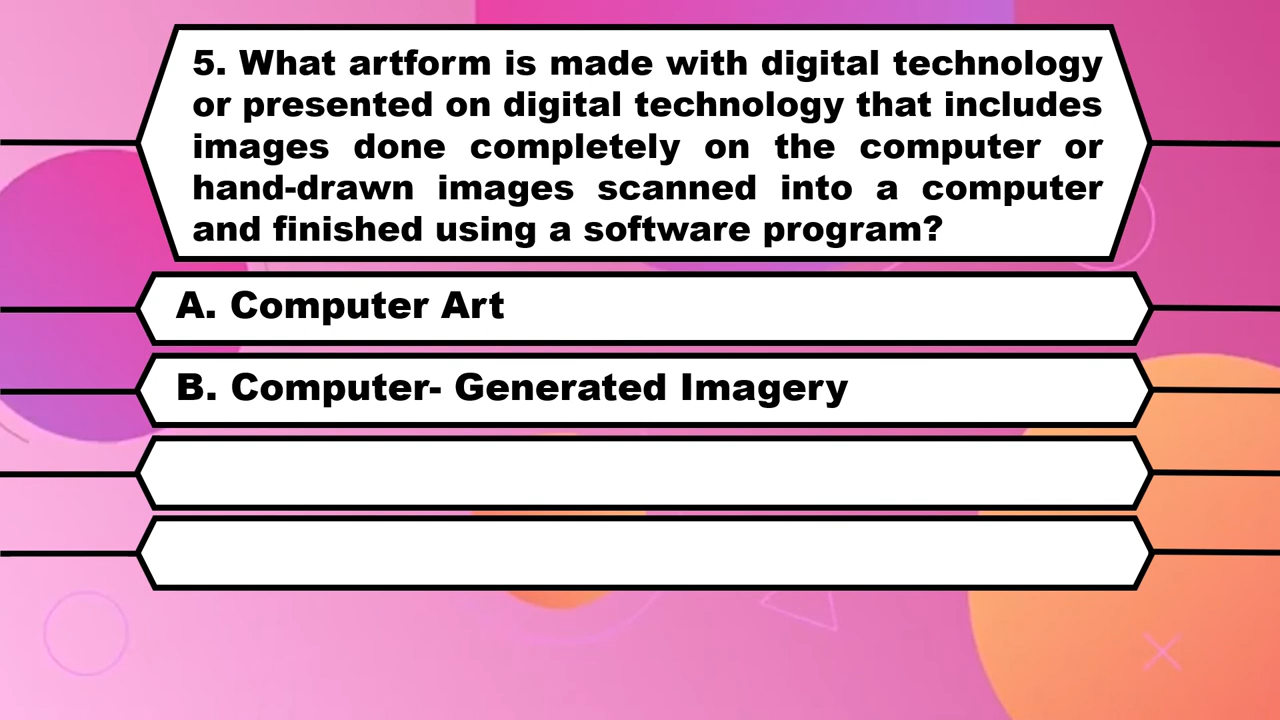 5. What artform is made with digital technology
or presented on digital technology that includes
images done completely on the computer or
hand-drawn images scanned into a computer
and finished using a software program?
A. Computer Art
B. Computer- Generated Imagery